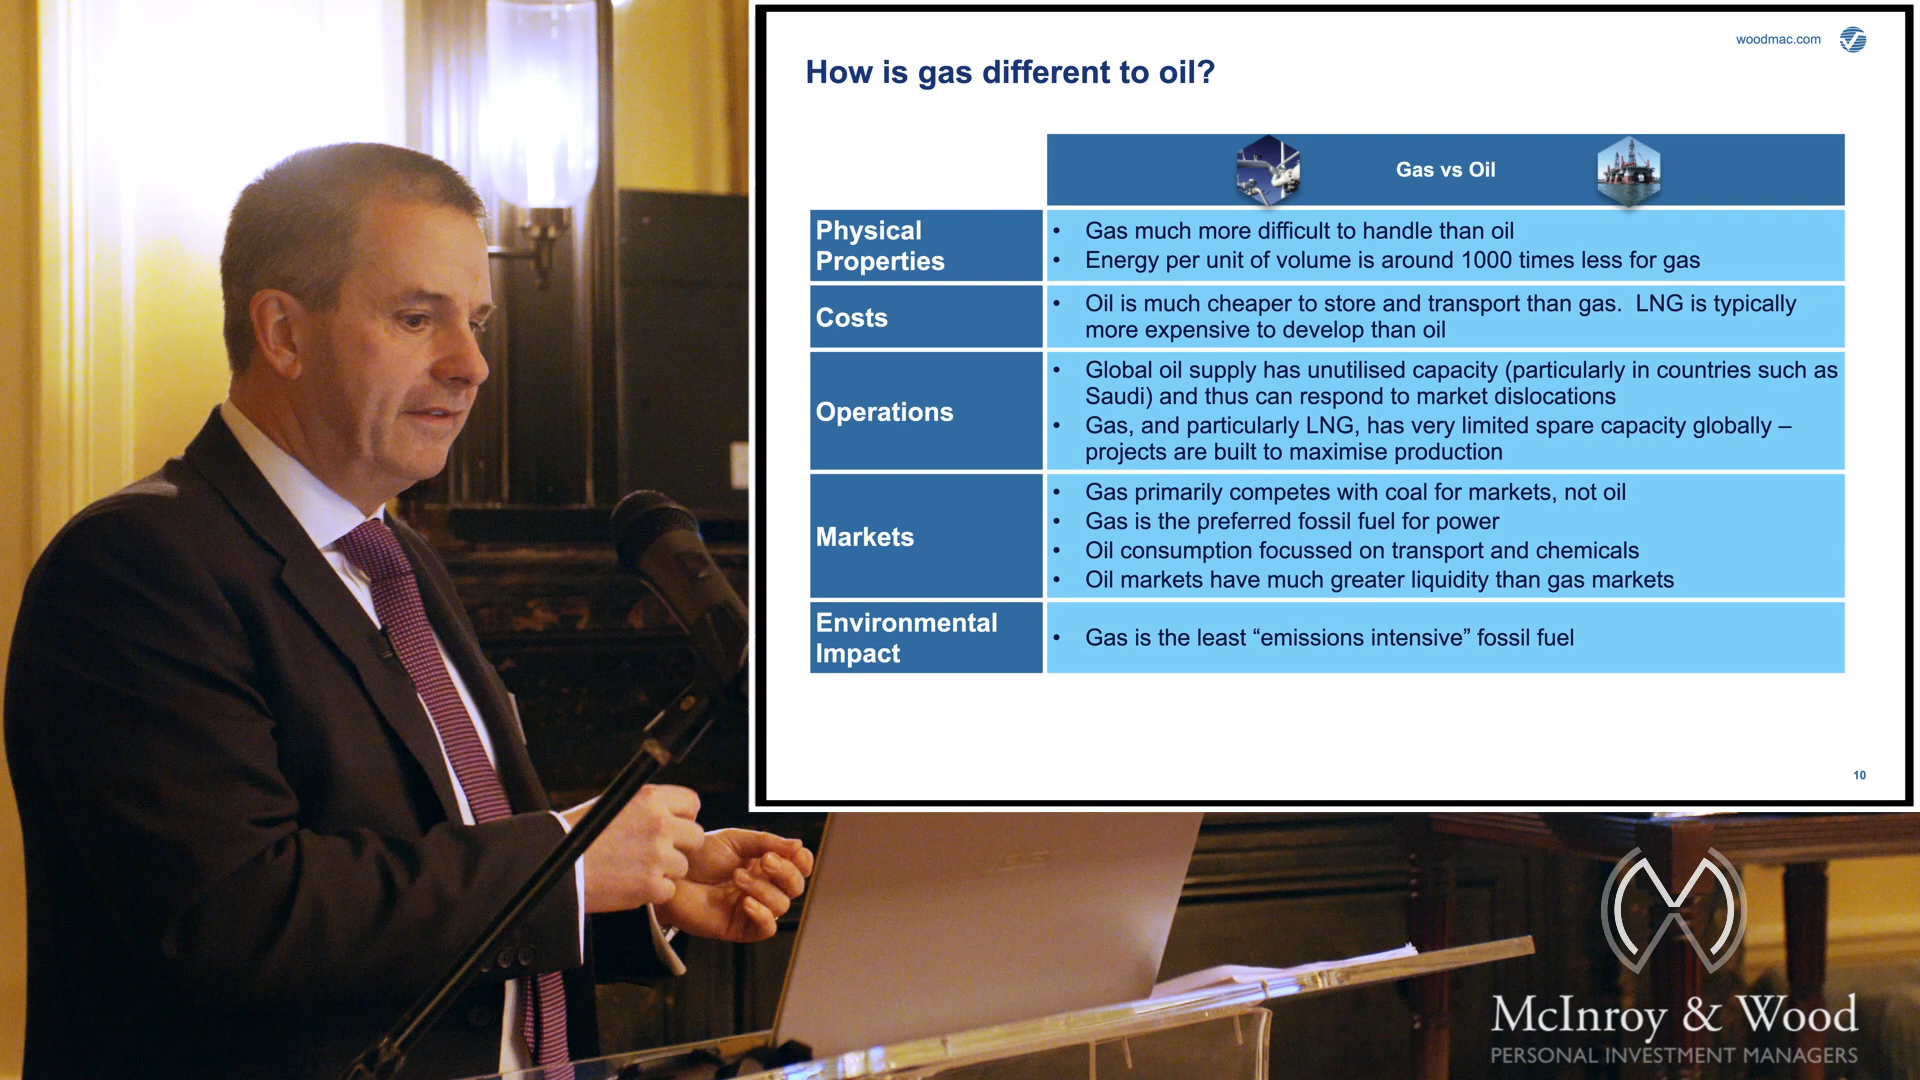 woodmac.com
How is gas different to oil?
Gas vs Oil
Physical
Properties
• Gas much more difficult to handle than oil
• Energy per unit of volume is around 1000 times less for gas
Costs
• Oil is much cheaper to store and transport than gas.  LNG is typically
more expensive to develop than oil
Operations
• Global oil supply has unutilised capacity (particularly in countries such as
Saudi) and thus can respond to market dislocations
• Gas, and particularly LNG, has very limited spare capacity globally –
projects are built to maximise production
Markets
• Gas primarily competes with coal for markets, not oil
• Gas is the preferred fossil fuel for power
• Oil consumption focussed on transport and chemicals
• Oil markets have much greater liquidity than gas markets
Environmental
Impact
• Gas is the least “emissions intensive” fossil fuel
10
ASUS
McInroy & Wood
PERSONAL INVESTMENT MANAGERS